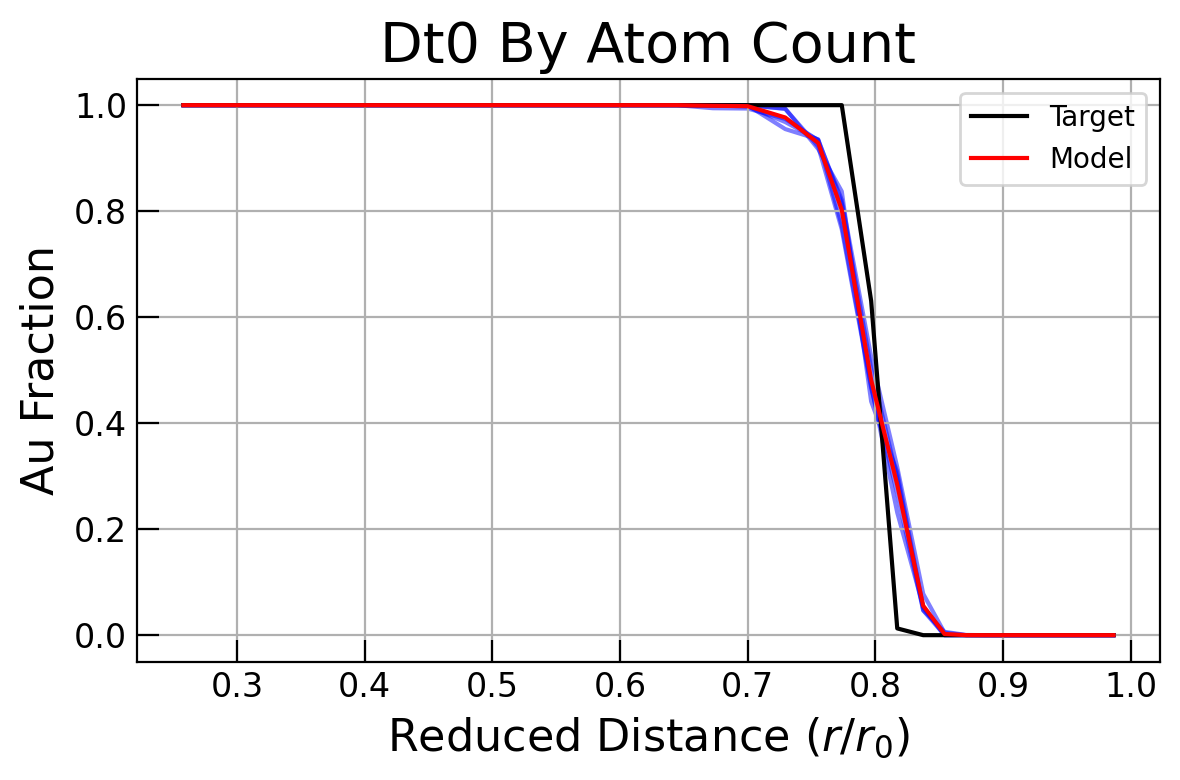 Dt0 By Atom Count
Target
Model
1.0
0.8
0.6
0.4
0.2
0.0
Au Fraction
0.3 0.4 0.5 0.6 0.7 0.8 0.9 1.0
Reduced Distance (r/r₀)